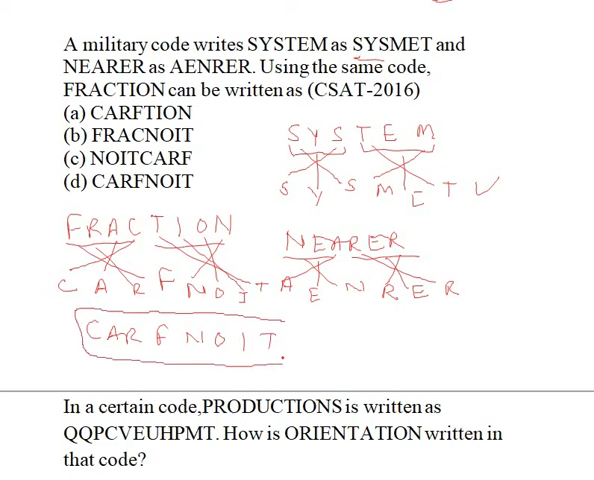 A military code writes SYSTEM as SYSMET and
NEARER as AENRER. Using the same code,
FRACTION can be written as (CSAT-2016)
(a) CARFTION
(b) FRACNOIT
(c) NOITCARF
(d) CARFNOIT
SYSTEM
SYSMET
FRACTION
CARFNOIT
NEARER
AENRER
CARFNOIT
In a certain code,PRODUCTIONS is written as
QQPCVEUHPMT. How is ORIENTATION written in
that code?